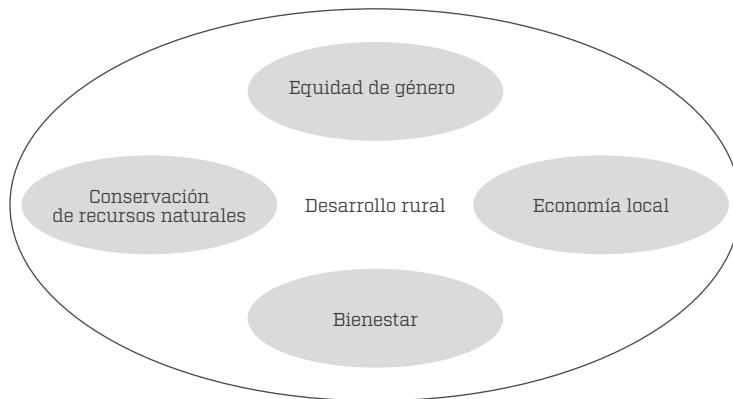 Equidad de género
Conservación
de recursos naturales
Desarrollo rural
Economía local
Bienestar